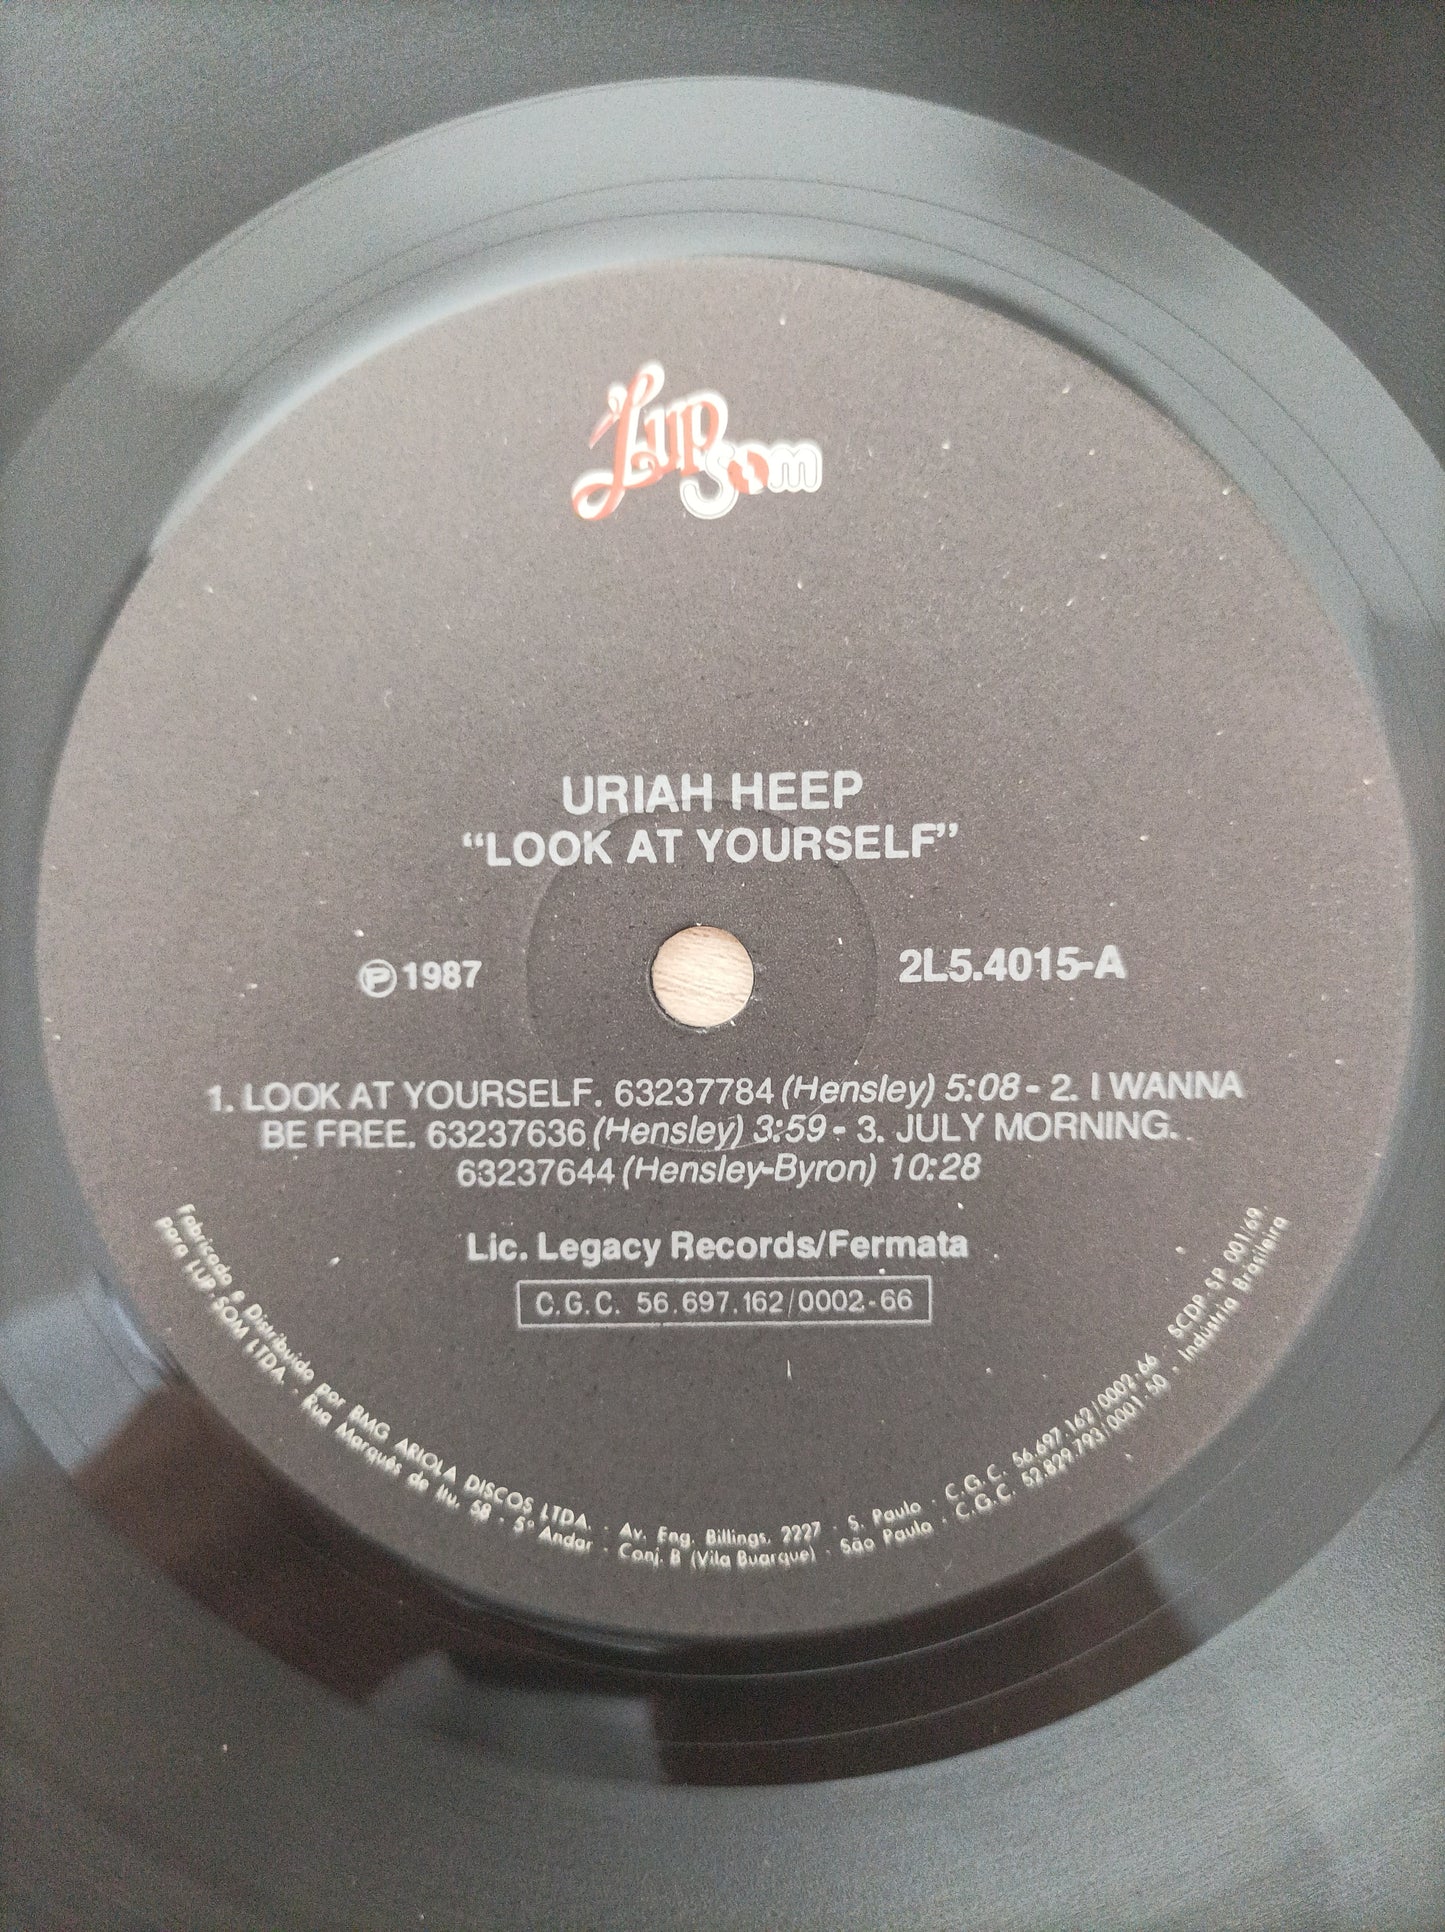 Lup
Som
URIAH HEEP
“LOOK AT YOURSELF”
℗ 1987
2L5.4015-A
1. LOOK AT YOURSELF. 63237784 (Hensley) 5:08 - 2. I WANNA
BE FREE. 63237636 (Hensley) 3:59 - 3. JULY MORNING.
63237644 (Hensley-Byron) 10:28
Lic. Legacy Records/Fermata
C.G.C. 56.697.162/0002-66
Fabricado e Distribuido por BMG ARIOLA DISCOS LTDA. - Av. Eng. Billings, 2227 - S. Paulo - C.G.C. 56.697.162/0002-66 - SCDP SP 001/69
para LUP-SOM LTDA. - Rua Marquês de Itu, 58 - 5º Andar - Conj. B (Vila Buarque) - São Paulo - C.G.C. 52.829.793/0001-50 - Indústria Brasileira